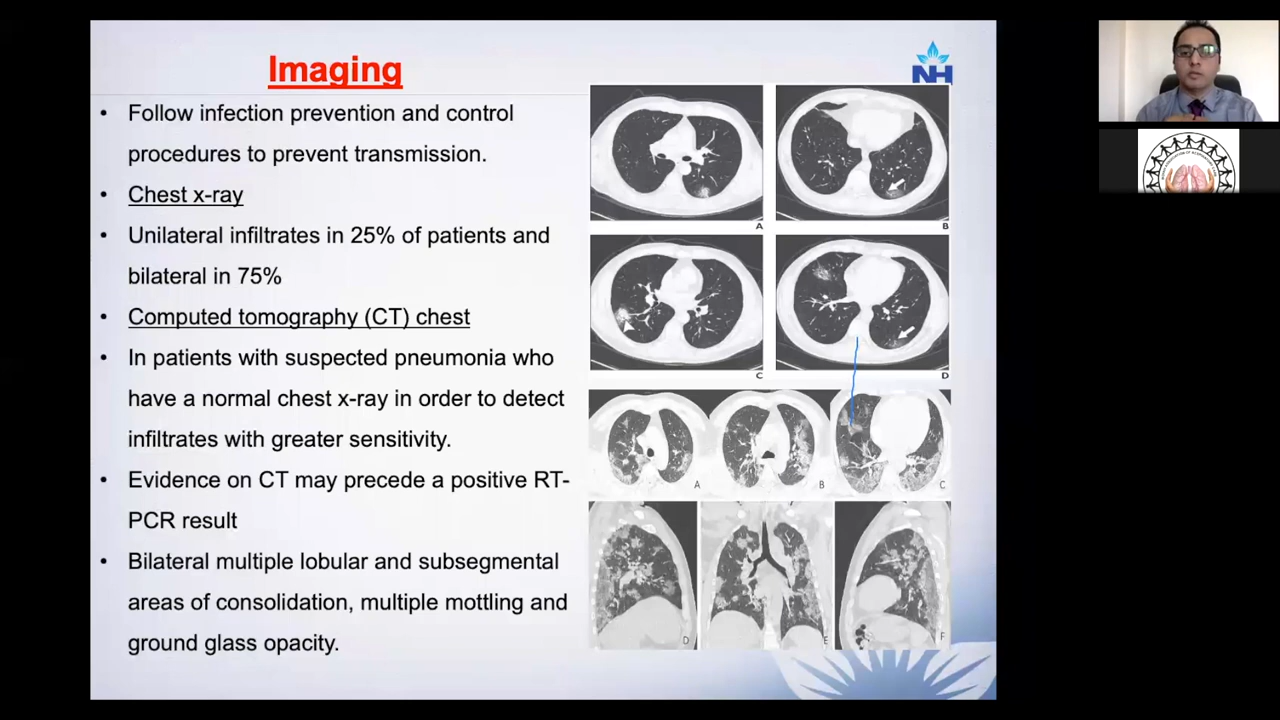 Imaging
NH
• Follow infection prevention and control
procedures to prevent transmission.
• Chest x-ray
• Unilateral infiltrates in 25% of patients and
bilateral in 75%
• Computed tomography (CT) chest
• In patients with suspected pneumonia who
have a normal chest x-ray in order to detect
infiltrates with greater sensitivity.
• Evidence on CT may precede a positive RT-
PCR result
• Bilateral multiple lobular and subsegmental
areas of consolidation, multiple mottling and
ground glass opacity.
A
B
C
D
A
B
C
D
E
F